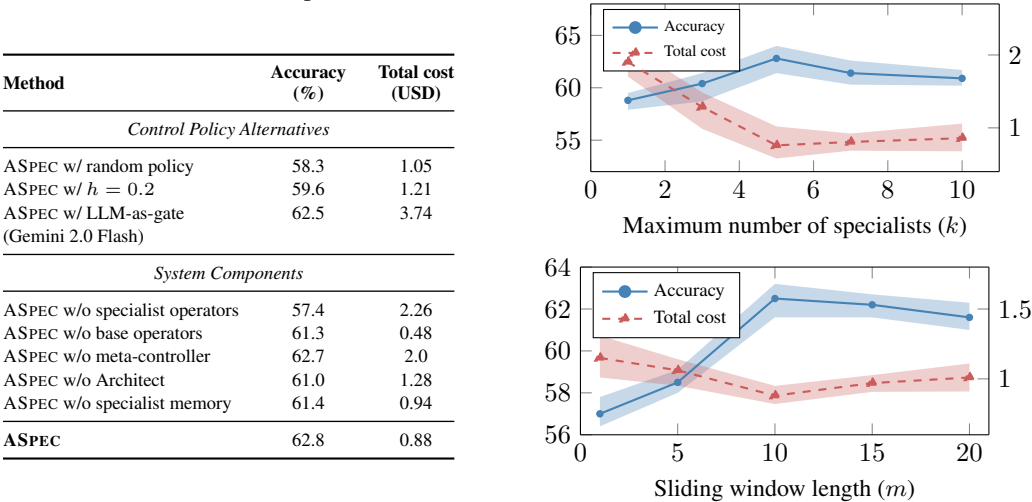 Method Accuracy (%) Total cost (USD)
Control Policy Alternatives
ASPEC w/ random policy 58.3 1.05
ASPEC w/ h = 0.2 59.6 1.21
ASPEC w/ LLM-as-gate (Gemini 2.0 Flash) 62.5 3.74
System Components
ASPEC w/o specialist operators 57.4 2.26
ASPEC w/o base operators 61.3 0.48
ASPEC w/o meta-controller 62.7 2.0
ASPEC w/o Architect 61.0 1.28
ASPEC w/o specialist memory 61.4 0.94
ASPEC 62.8 0.88
Accuracy
Total cost
65
60
55
2
1
0 2 4 6 8 10
Maximum number of specialists (k)
Accuracy
Total cost
64
62
60
58
56
1.5
1
0 5 10 15 20
Sliding window length (m)